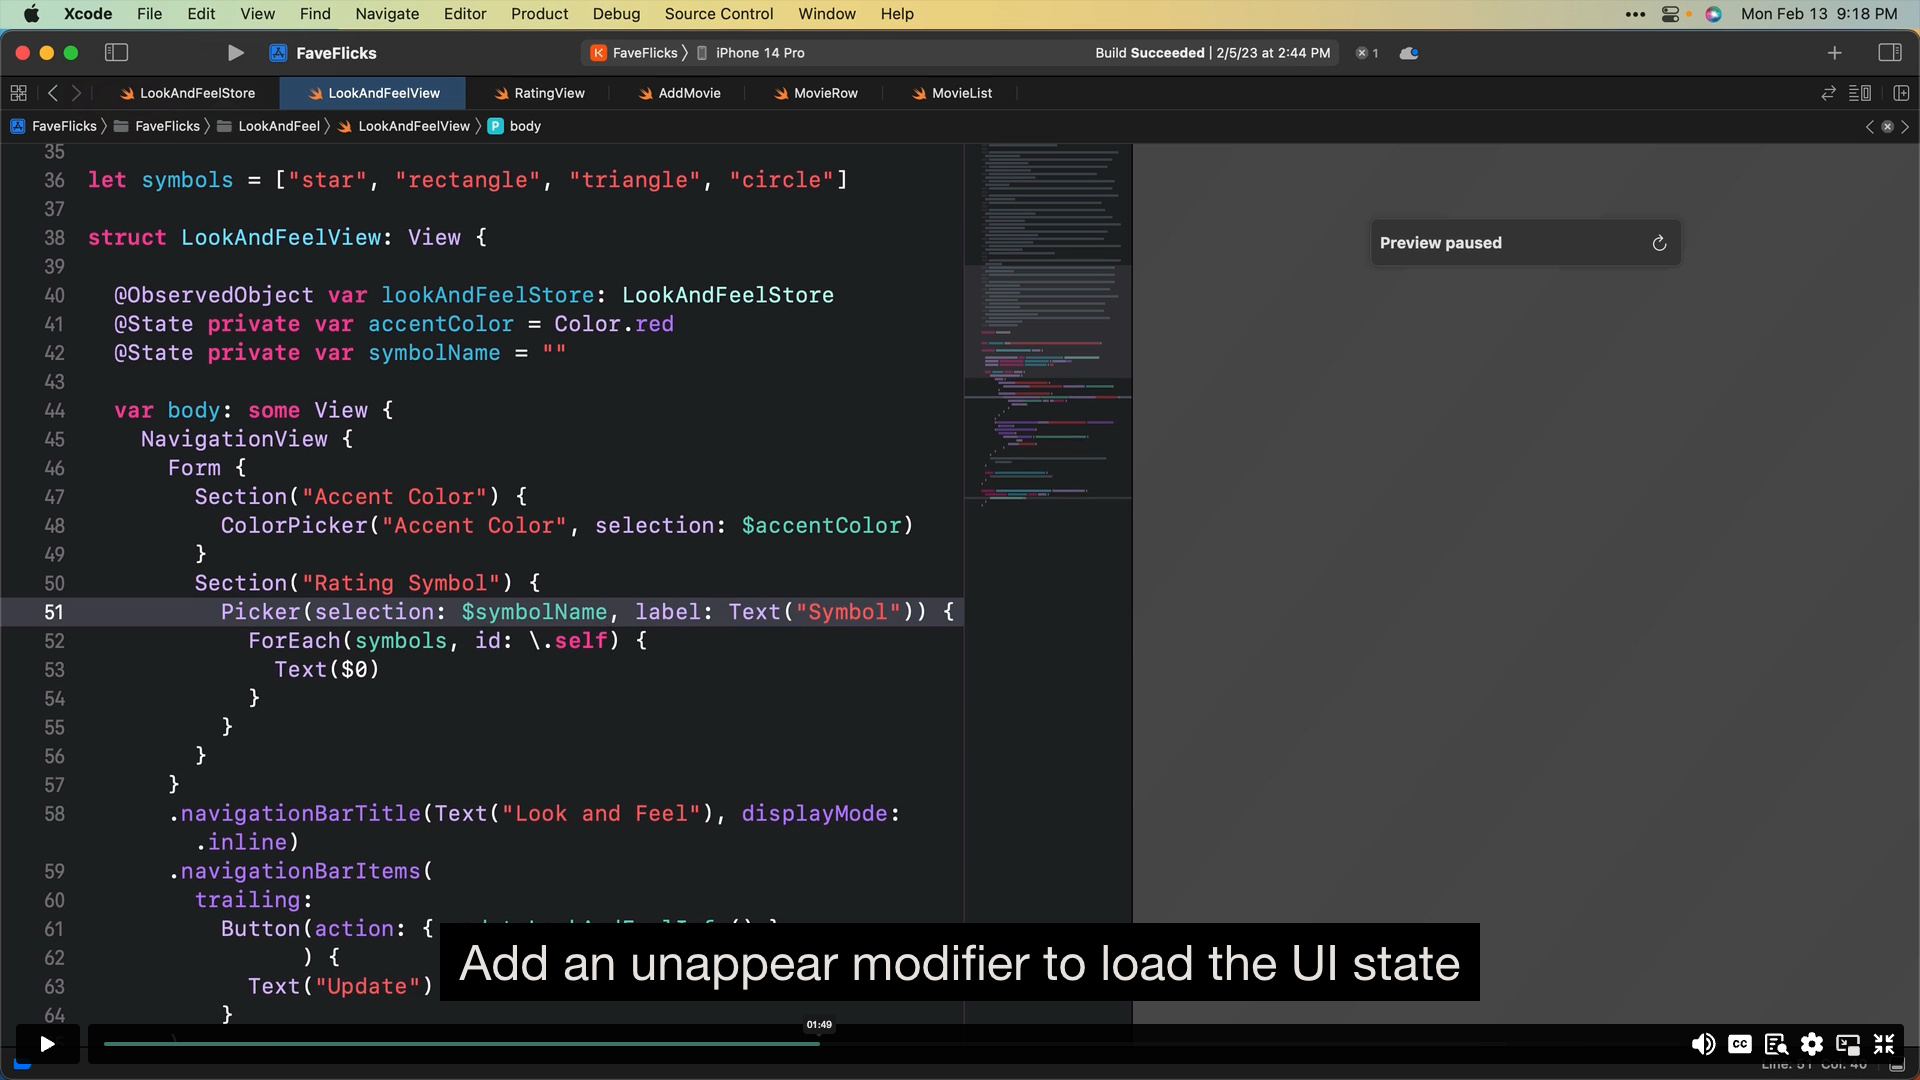 Xcode File Edit View Find Navigate Editor Product Debug Source Control Window Help Mon Feb 13 9:18 PM
FaveFlicks FaveFlicks iPhone 14 Pro Build Succeeded | 2/5/23 at 2:44 PM 1
LookAndFeelStore LookAndFeelView RatingView AddMovie MovieRow MovieList
FaveFlicks FaveFlicks LookAndFeel LookAndFeelView P body
35
36 let symbols = ["star", "rectangle", "triangle", "circle"]
37
38 struct LookAndFeelView: View {
39
40 @ObservedObject var lookAndFeelStore: LookAndFeelStore
41 @State private var accentColor = Color.red
42 @State private var symbolName = ""
43
44 var body: some View {
45 NavigationView {
46 Form {
47 Section("Accent Color") {
48 ColorPicker("Accent Color", selection: $accentColor)
49 }
50 Section("Rating Symbol") {
51 Picker(selection: $symbolName, label: Text("Symbol")) {
52 ForEach(symbols, id: \.self) {
53 Text($0)
54 }
55 }
56 }
57 }
58 .navigationBarTitle(Text("Look and Feel"), displayMode:
.inline)
59 .navigationBarItems(
60 trailing:
61 Button(action: {
62 ) {
63 Text("Update")
64 }
Preview paused
Add an unappear modifier to load the UI state
01:49
CC